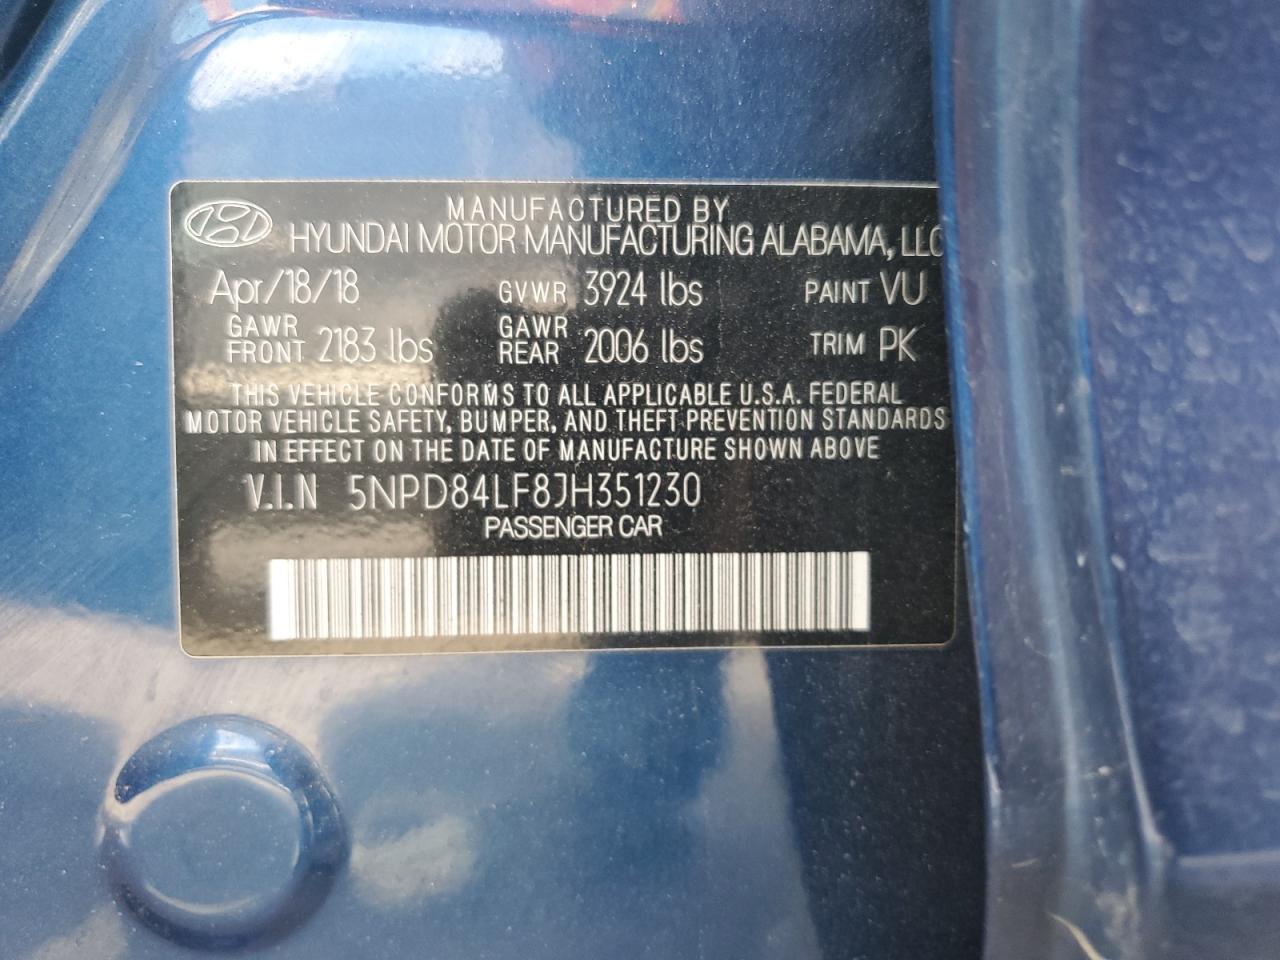 MANUFACTURED BY
HYUNDAI MOTOR MANUFACTURING ALABAMA, LLC
Apr/18/18 GVWR 3924 lbs PAINT VU
GAWR FRONT 2183 lbs GAWR REAR 2006 lbs TRIM PK
THIS VEHICLE CONFORMS TO ALL APPLICABLE U.S.A. FEDERAL
MOTOR VEHICLE SAFETY, BUMPER, AND THEFT PREVENTION STANDARDS
IN EFFECT ON THE DATE OF MANUFACTURE SHOWN ABOVE
V.I.N 5NPD84LF8JH351230
PASSENGER CAR